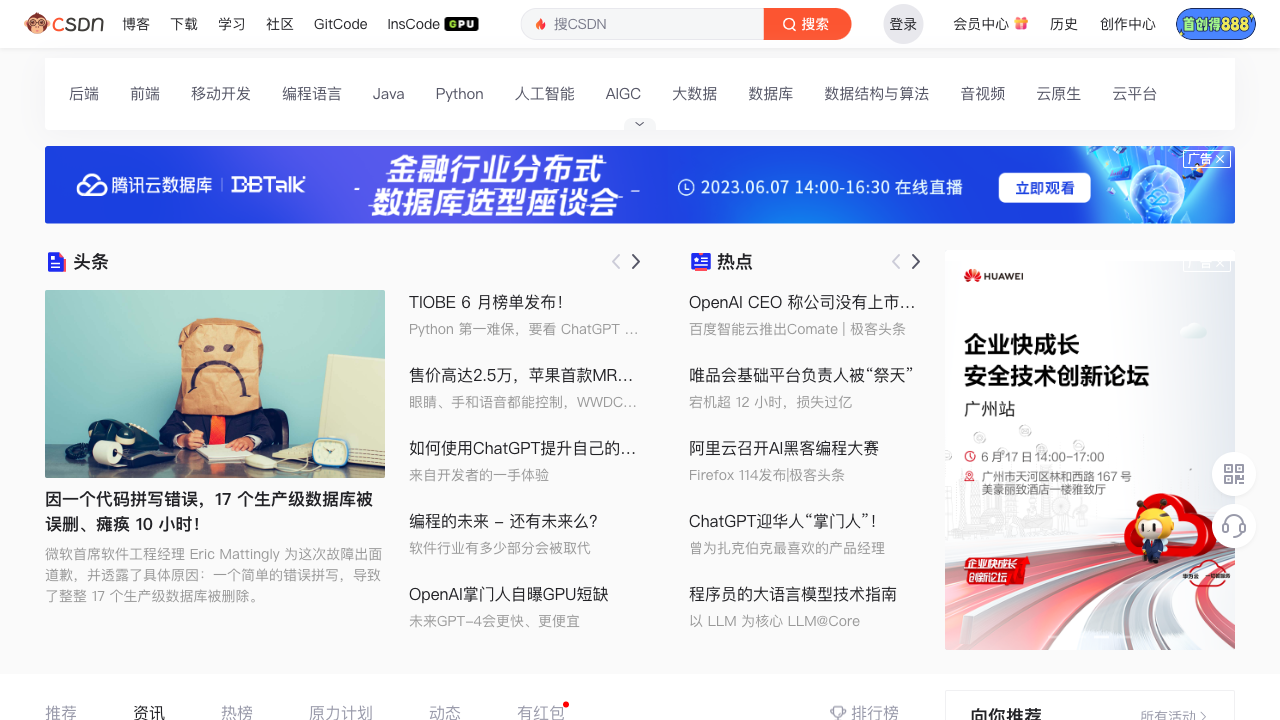 CSDN 博客 下载 学习 社区 GitCode InsCode GPU 搜CSDN 搜索 登录 会员中心 历史 创作中心 首创得888
后端 前端 移动开发 编程语言 Java Python 人工智能 AIGC 大数据 数据库 数据结构与算法 音视频 云原生 云平台
腾讯云数据库 | DBTalk
金融行业分布式
数据库选型座谈会
2023.06.07 14:00-16:30 在线直播
立即观看
广告
头条
因一个代码拼写错误，17 个生产级数据库被
误删、瘫痪 10 小时！
微软首席软件工程经理 Eric Mattingly 为这次故障出面
道歉，并透露了具体原因：一个简单的错误拼写，导致
了整整 17 个生产级数据库被删除。
TIOBE 6 月榜单发布！
Python 第一难保，要看 ChatGPT ...
售价高达2.5万，苹果首款MR...
眼睛、手和语音都能控制，WWDC...
如何使用ChatGPT提升自己的...
来自开发者的一手体验
编程的未来 - 还有未来么？
软件行业有多少部分会被取代
OpenAI掌门人自曝GPU短缺
未来GPT-4会更快、更便宜
热点
OpenAI CEO 称公司没有上市...
百度智能云推出Comate | 极客头条
唯品会基础平台负责人被“祭天”
宕机超 12 小时，损失过亿
阿里云召开AI黑客编程大赛
Firefox 114发布|极客头条
ChatGPT迎华人“掌门人”！
曾为扎克伯克最喜欢的产品经理
程序员的大语言模型技术指南
以 LLM 为核心 LLM@Core
广告
HUAWEI
企业快成长
安全技术创新论坛
广州站
6月17日14:00-17:00
广州市天河区林和西路167号
美豪丽致酒店一楼雅致厅
企业快成长
创新论坛
推荐 资讯 热榜 原力计划 动态 有红包 排行榜
向你推荐 所有活动